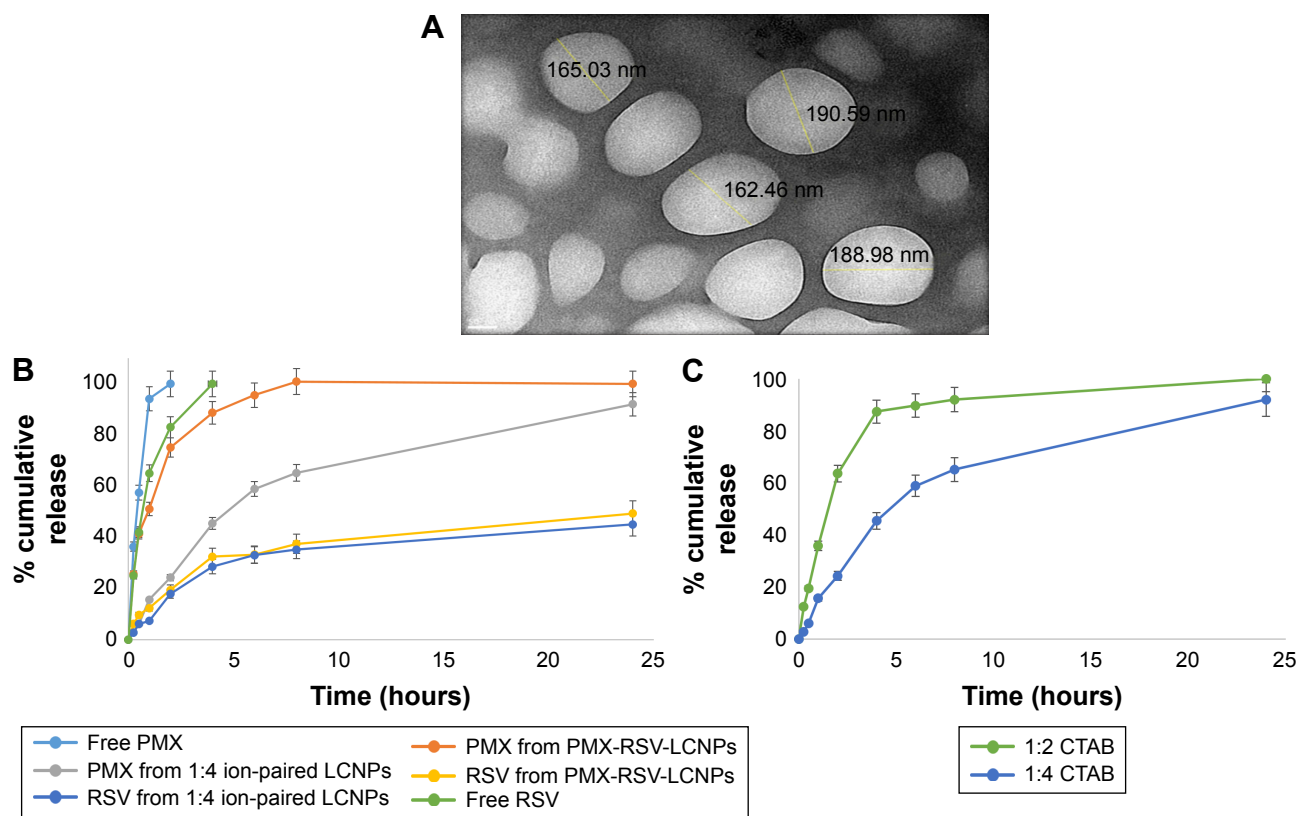 A
165.03 nm
190.59 nm
162.46 nm
188.98 nm
B
% cumulative
release
100
80
60
40
20
0
0 5 10 15 20 25
Time (hours)
Free PMX
PMX from 1:4 ion-paired LCNPs
RSV from 1:4 ion-paired LCNPs
PMX from PMX-RSV-LCNPs
RSV from PMX-RSV-LCNPs
Free RSV
C
% cumulative
release
100
80
60
40
20
0
0 5 10 15 20 25
Time (hours)
1:2 CTAB
1:4 CTAB